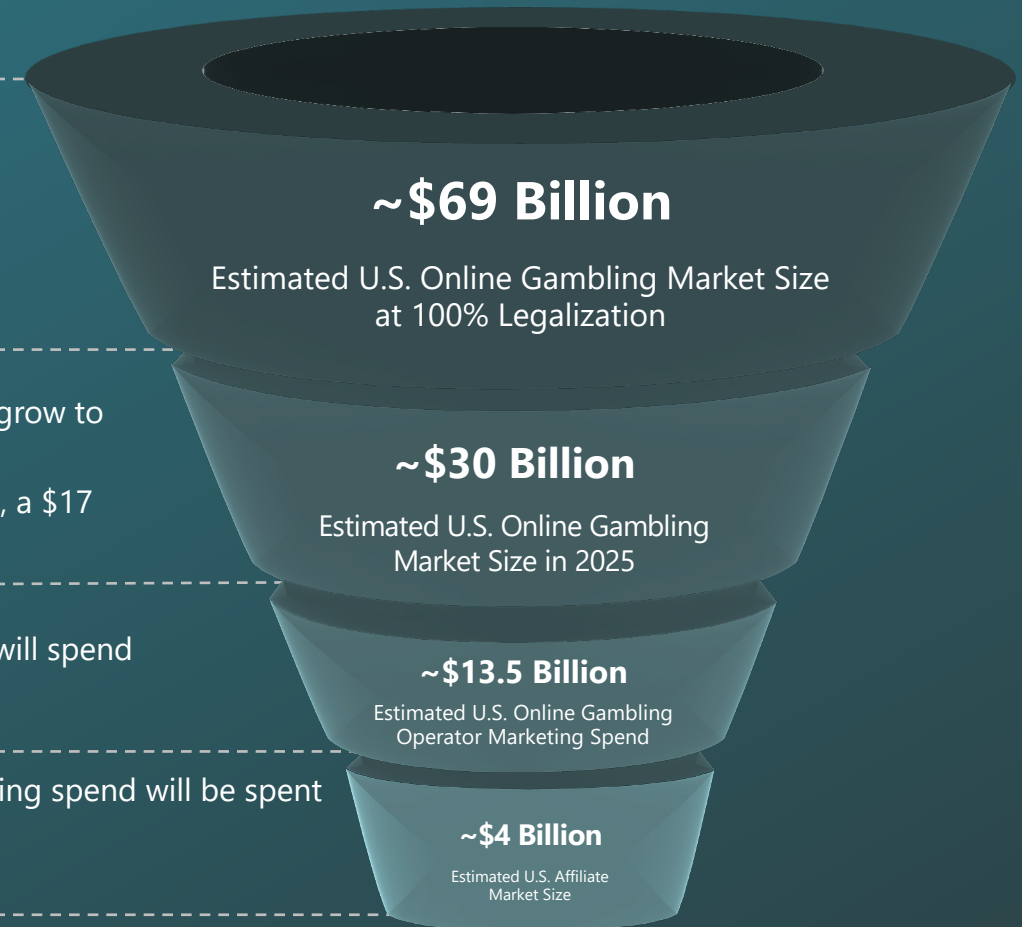 ~$69 Billion
Estimated U.S. Online Gambling Market Size
at 100% Legalization
grow to
, a $17
~$30 Billion
Estimated U.S. Online Gambling
Market Size in 2025
will spend
~$13.5 Billion
Estimated U.S. Online Gambling
Operator Marketing Spend
ing spend will be spent
~$4 Billion
Estimated U.S. Affiliate
Market Size